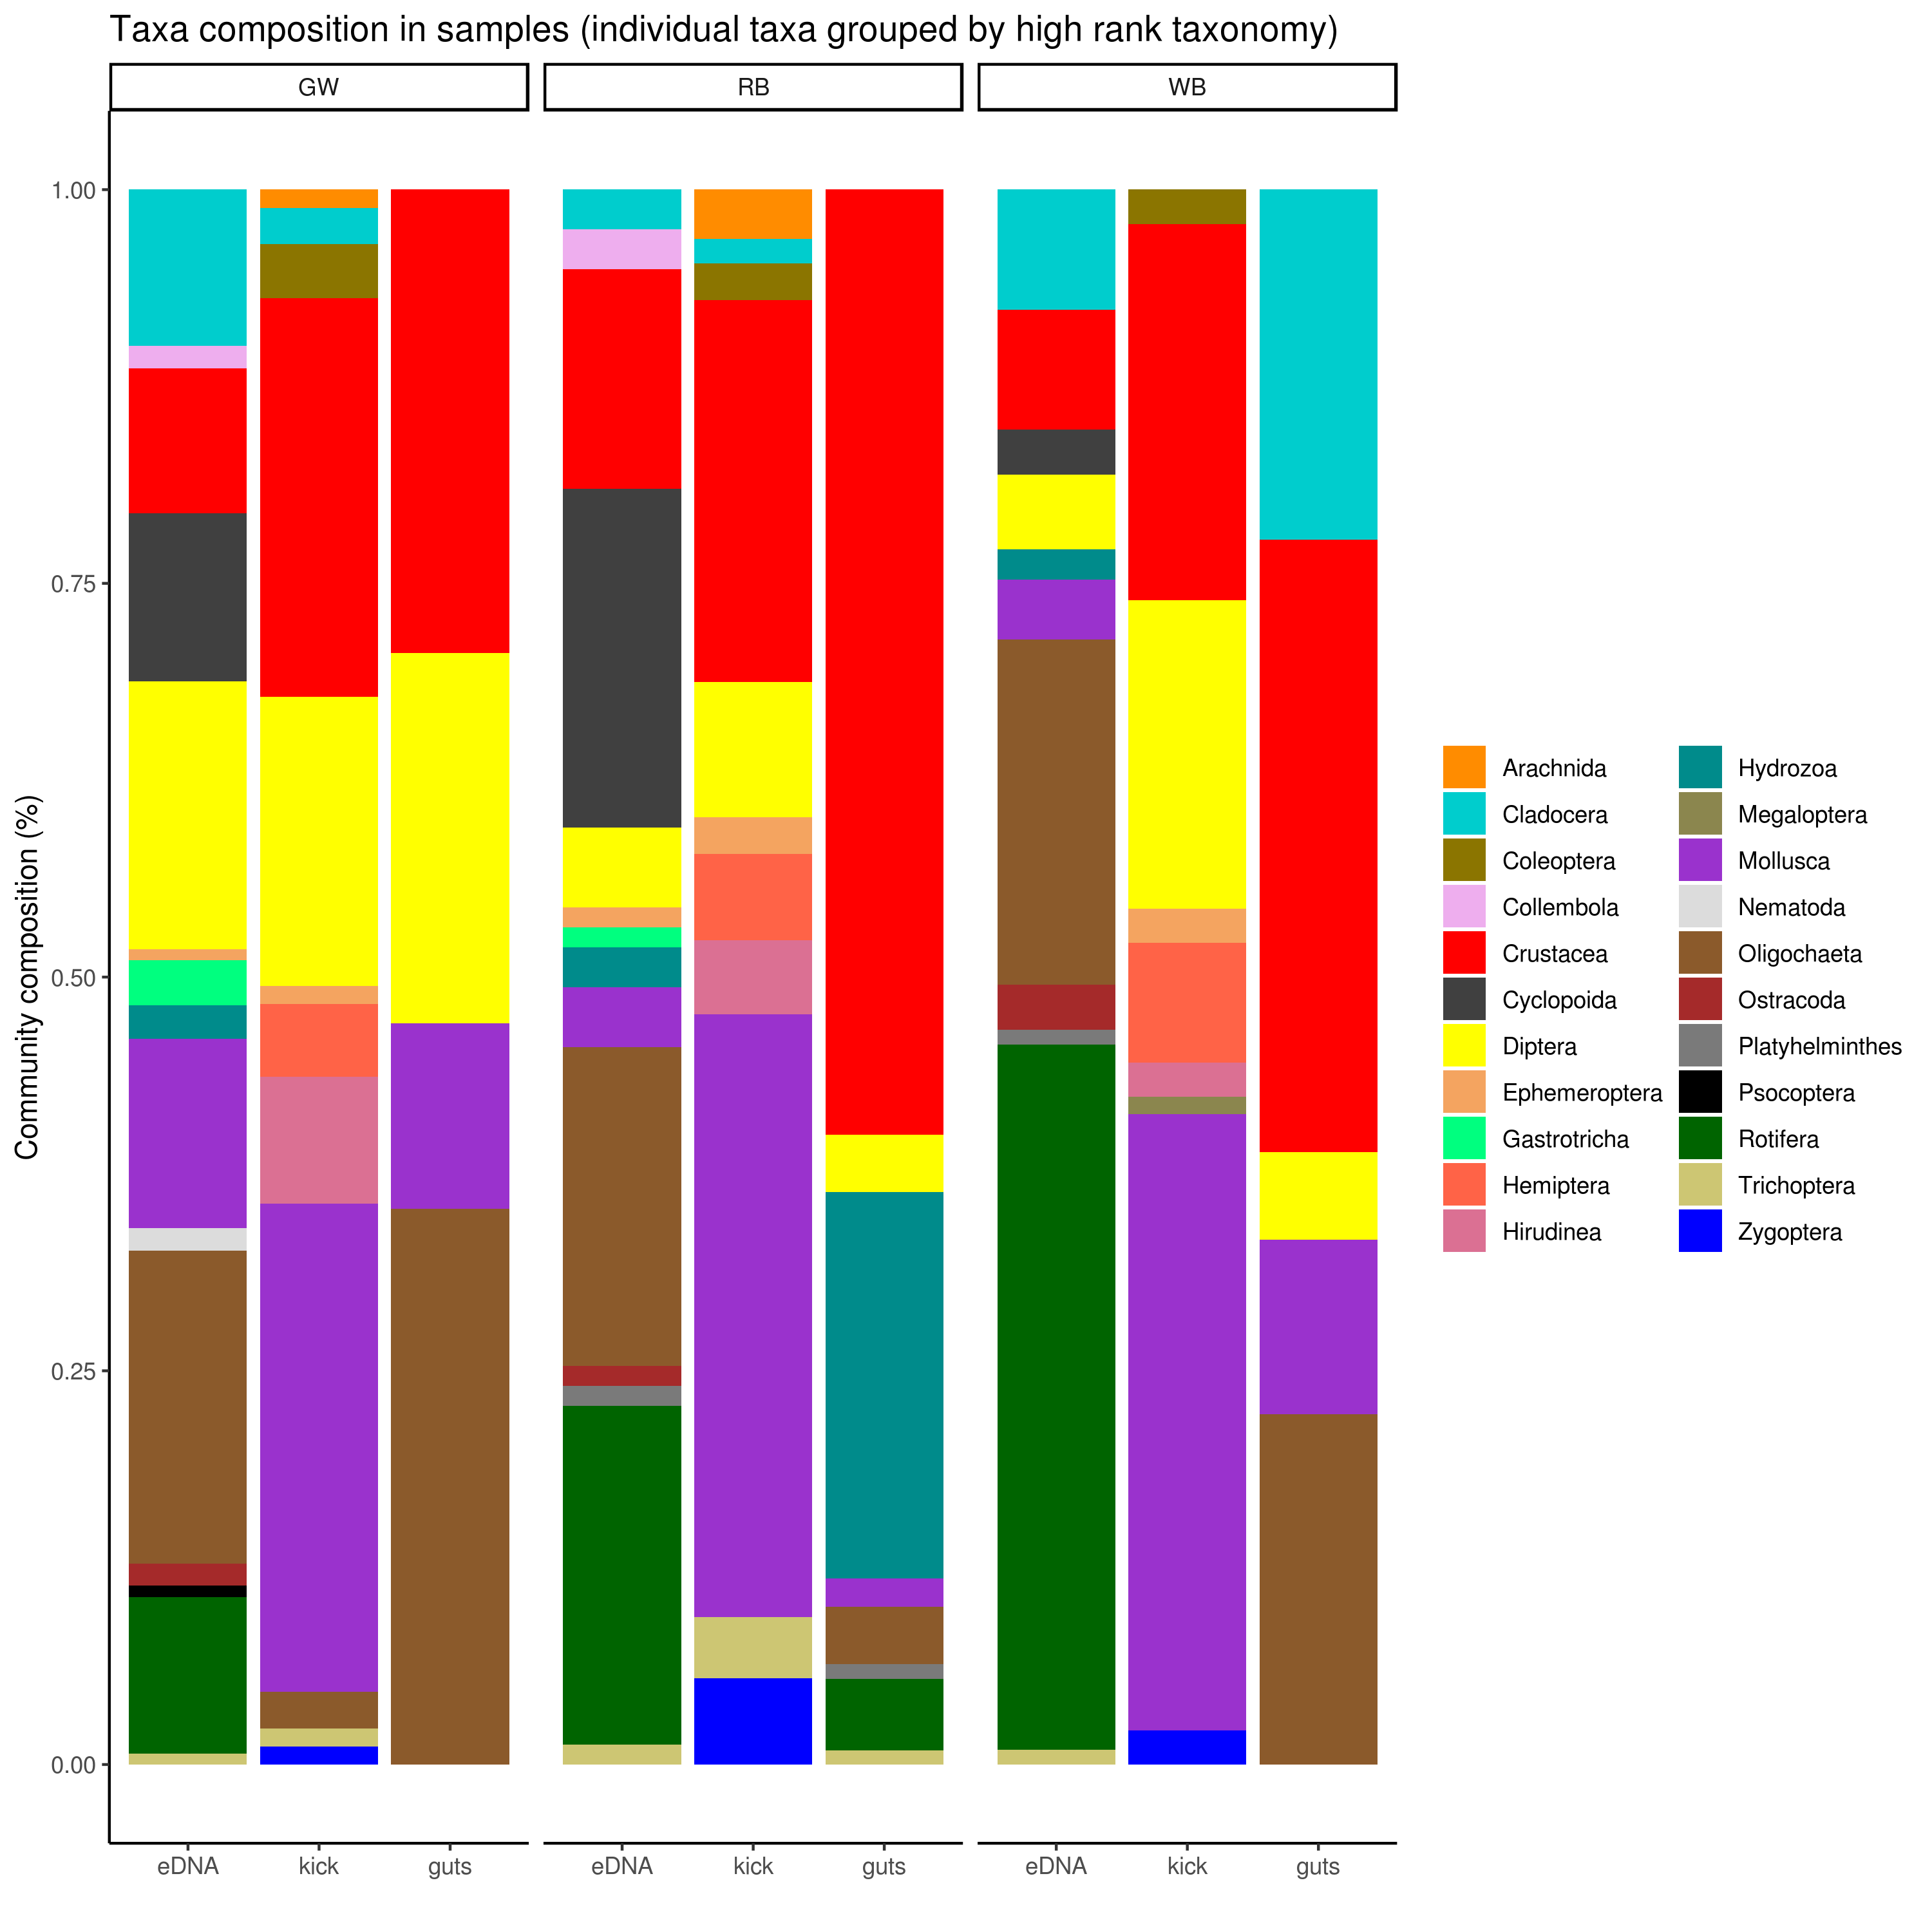 Taxa composition in samples (individual taxa grouped by high rank taxonomy)
GW
RB
WB
Community composition (%)
1.00
0.75
0.50
0.25
0.00
eDNA
kick
guts
eDNA
kick
guts
eDNA
kick
guts
Arachnida
Cladocera
Coleoptera
Collembola
Crustacea
Cyclopoida
Diptera
Ephemeroptera
Gastrotricha
Hemiptera
Hirudinea
Hydrozoa
Megaloptera
Mollusca
Nematoda
Oligochaeta
Ostracoda
Platyhelminthes
Psocoptera
Rotifera
Trichoptera
Zygoptera